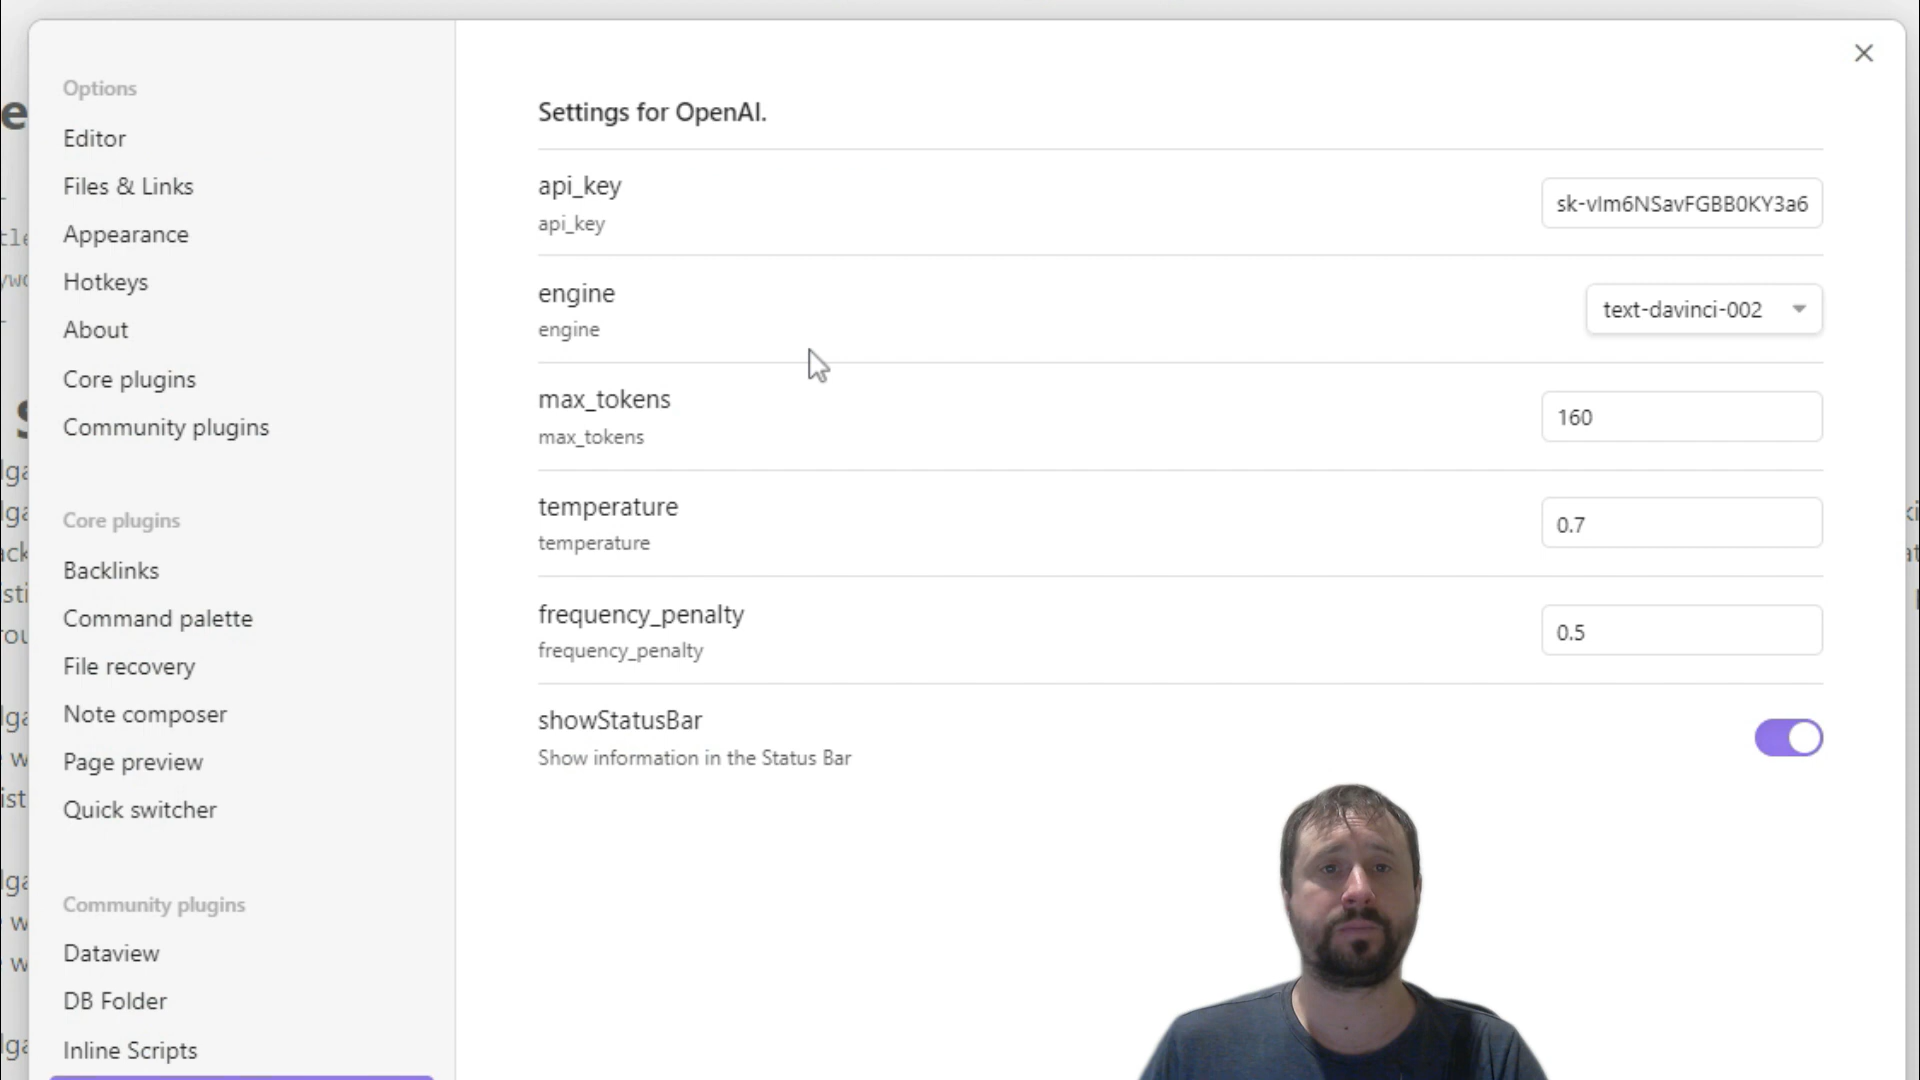 Options
Editor
Files & Links
Appearance
Hotkeys
About
Core plugins
Community plugins
Core plugins
Backlinks
Command palette
File recovery
Note composer
Page preview
Quick switcher
Community plugins
Dataview
DB Folder
Inline Scripts
Settings for OpenAI.
api_key
api_key
sk-vIm6NSavFGBB0KY3a6
engine
engine
text-davinci-002
max_tokens
max_tokens
160
temperature
temperature
0.7
frequency_penalty
frequency_penalty
0.5
showStatusBar
Show information in the Status Bar